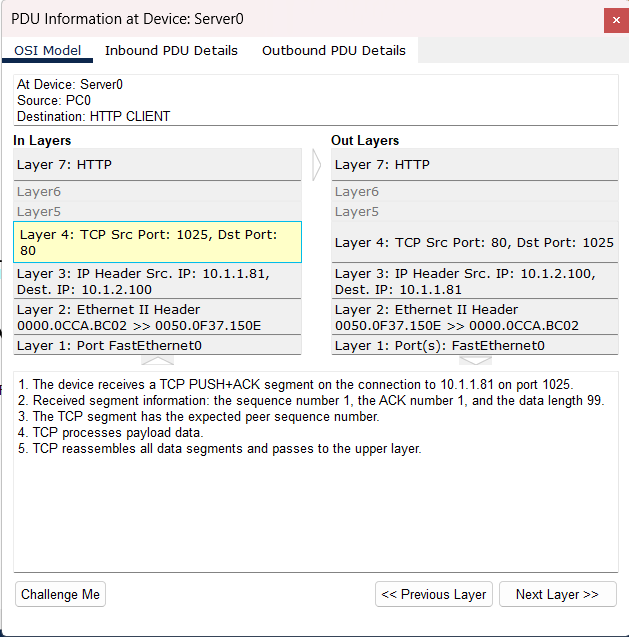 PDU Information at Device: Server0
OSI Model Inbound PDU Details Outbound PDU Details
At Device: Server0
Source: PC0
Destination: HTTP CLIENT
In Layers
Layer 7: HTTP
Layer6
Layer5
Layer 4: TCP Src Port: 1025, Dst Port:
80
Layer 3: IP Header Src. IP: 10.1.1.81,
Dest. IP: 10.1.2.100
Layer 2: Ethernet II Header
0000.0CCA.BC02 >> 0050.0F37.150E
Layer 1: Port FastEthernet0
Out Layers
Layer 7: HTTP
Layer6
Layer5
Layer 4: TCP Src Port: 80, Dst Port: 1025
Layer 3: IP Header Src. IP: 10.1.2.100,
Dest. IP: 10.1.1.81
Layer 2: Ethernet II Header
0050.0F37.150E >> 0000.0CCA.BC02
Layer 1: Port(s): FastEthernet0
1. The device receives a TCP PUSH+ACK segment on the connection to 10.1.1.81 on port 1025.
2. Received segment information: the sequence number 1, the ACK number 1, and the data length 99.
3. The TCP segment has the expected peer sequence number.
4. TCP processes payload data.
5. TCP reassembles all data segments and passes to the upper layer.
Challenge Me << Previous Layer Next Layer >>